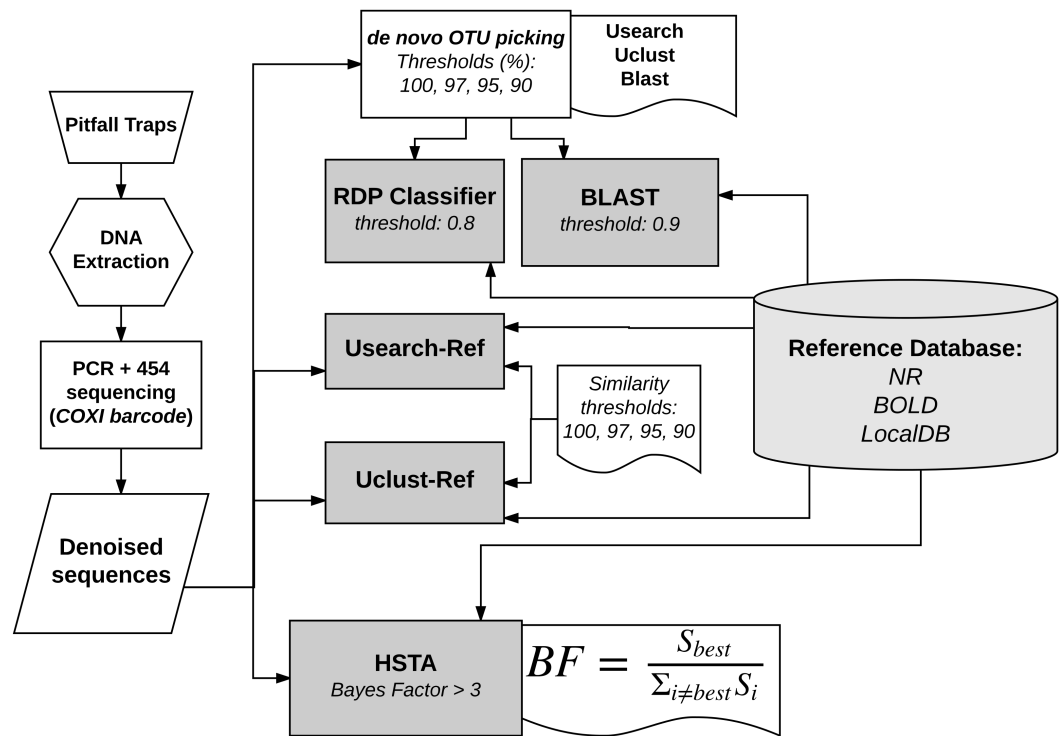 de novo OTU picking
Thresholds (%):
100, 97, 95, 90
Usearch
Uclust
Blast
Pitfall Traps
DNA
Extraction
PCR + 454
sequencing
(COXI barcode)
Denoised
sequences
RDP Classifier
threshold: 0.8
BLAST
threshold: 0.9
Usearch-Ref
Similarity
thresholds:
100, 97, 95, 90
Uclust-Ref
Reference Database:
NR
BOLD
LocalDB
HSTA
Bayes Factor > 3
BF = S_best / Σ_{i≠best} S_i